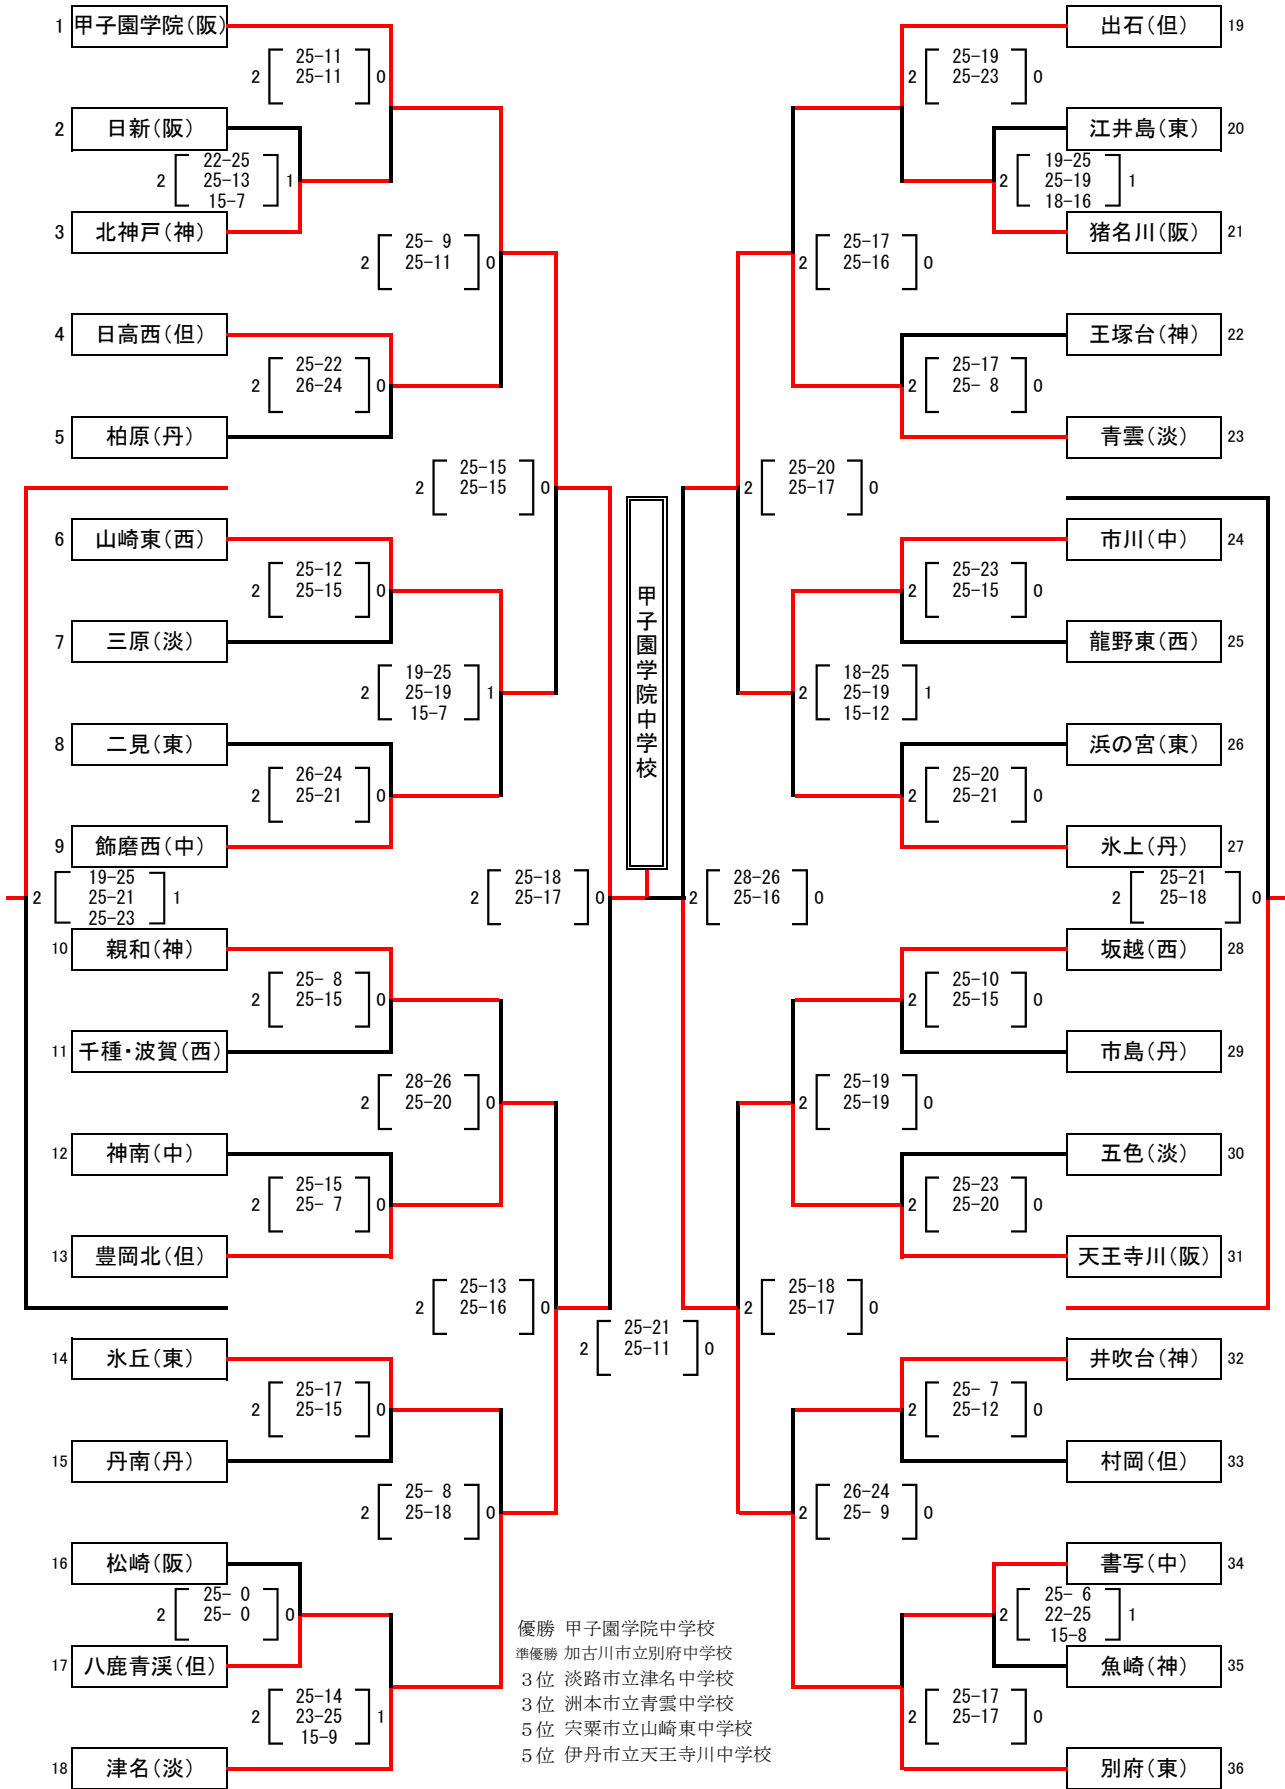 1 甲子園学院(阪)
2 [ 25-11 25-11 ] 0
2 日新(阪)
2 [ 22-25 25-13 15-7 ] 1
3 北神戸(神)
2 [ 25- 9 25-11 ] 0
4 日高西(但)
2 [ 25-22 26-24 ] 0
5 柏原(丹)
2 [ 25-15 25-15 ] 0
6 山崎東(西)
2 [ 25-12 25-15 ] 0
7 三原(淡)
2 [ 19-25 25-19 15-7 ] 1
8 二見(東)
2 [ 26-24 25-21 ] 0
9 飾磨西(中)
2 [ 19-25 25-21 25-23 ] 1
2 [ 25-18 25-17 ] 0
10 親和(神)
2 [ 25- 8 25-15 ] 0
11 千種・波賀(西)
2 [ 28-26 25-20 ] 0
12 神南(中)
2 [ 25-15 25- 7 ] 0
13 豊岡北(但)
2 [ 25-13 25-16 ] 0
14 氷丘(東)
2 [ 25-17 25-15 ] 0
15 丹南(丹)
2 [ 25- 8 25-18 ] 0
16 松崎(阪)
2 [ 25- 0 25- 0 ] 0
17 八鹿青渓(但)
2 [ 25-14 23-25 15-9 ] 1
18 津名(淡)
甲子園学院中学校
2 [ 25-21 25-11 ] 0
出石(但) 19
2 [ 25-19 25-23 ] 0
江井島(東) 20
2 [ 19-25 25-19 18-16 ] 1
猪名川(阪) 21
2 [ 25-17 25-16 ] 0
王塚台(神) 22
2 [ 25-17 25- 8 ] 0
青雲(淡) 23
2 [ 25-20 25-17 ] 0
市川(中) 24
2 [ 25-23 25-15 ] 0
龍野東(西) 25
2 [ 18-25 25-19 15-12 ] 1
浜の宮(東) 26
2 [ 25-20 25-21 ] 0
氷上(丹) 27
2 [ 25-21 25-18 ] 0
2 [ 28-26 25-16 ] 0
坂越(西) 28
2 [ 25-10 25-15 ] 0
市島(丹) 29
2 [ 25-19 25-19 ] 0
五色(淡) 30
2 [ 25-23 25-20 ] 0
天王寺川(阪) 31
2 [ 25-18 25-17 ] 0
井吹台(神) 32
2 [ 25- 7 25-12 ] 0
村岡(但) 33
2 [ 26-24 25- 9 ] 0
書写(中) 34
2 [ 25- 6 22-25 15-8 ] 1
魚崎(神) 35
2 [ 25-17 25-17 ] 0
別府(東) 36
優勝 甲子園学院中学校
準優勝 加古川市立別府中学校
3位 淡路市立津名中学校
3位 洲本市立青雲中学校
5位 宍粟市立山崎東中学校
5位 伊丹市立天王寺川中学校